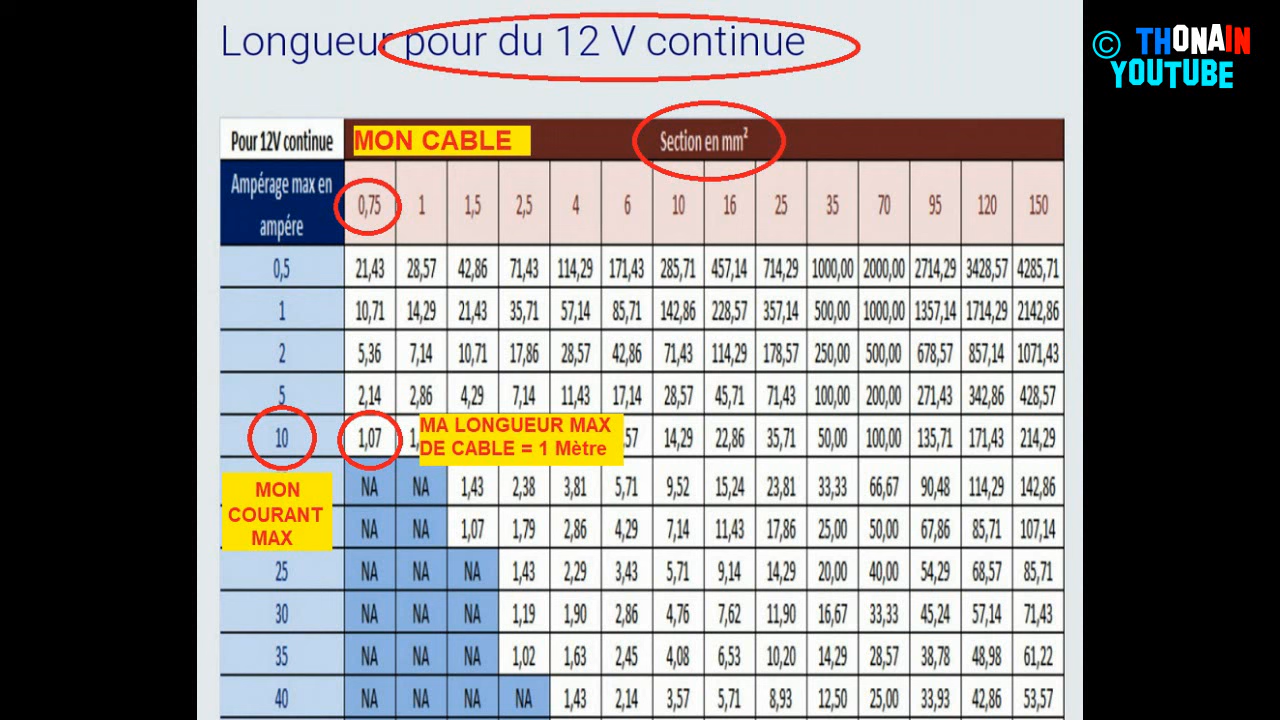 Longueur pour du 12 V continue
© THONAIN
YOUTUBE
Pour 12V continue MON CABLE Section en mm²
Ampérage max en
ampére 0,75 1 1,5 2,5 4 6 10 16 25 35 70 95 120 150
0,5 21,43 28,57 42,86 71,43 114,29 171,43 285,71 457,14 714,29 1000,00 2000,00 2714,29 3428,57 4285,71
1 10,71 14,29 21,43 35,71 57,14 85,71 142,86 228,57 357,14 500,00 1000,00 1357,14 1714,29 2142,86
2 5,36 7,14 10,71 17,86 28,57 42,86 71,43 114,29 178,57 250,00 500,00 678,57 857,14 1071,43
5 2,14 2,86 4,29 7,14 11,43 17,14 28,57 45,71 71,43 100,00 200,00 271,43 342,86 428,57
10 1,07 14,29 22,86 35,71 50,00 100,00 135,71 171,43 214,29
MA LONGUEUR MAX
DE CABLE = 1 Mètre
NA NA 1,43 2,38 3,81 5,71 9,52 15,24 23,81 33,33 66,67 90,48 114,29 142,86
MON
COURANT
MAX
NA NA 1,07 1,79 2,86 4,29 7,14 11,43 17,86 25,00 50,00 67,86 85,71 107,14
25 NA NA NA 1,43 2,29 3,43 5,71 9,14 14,29 20,00 40,00 54,29 68,57 85,71
30 NA NA NA 1,19 1,90 2,86 4,76 7,62 11,90 16,67 33,33 45,24 57,14 71,43
35 NA NA NA 1,02 1,63 2,45 4,08 6,53 10,20 14,29 28,57 38,78 48,98 61,22
40 NA NA NA NA 1,43 2,14 3,57 5,71 8,93 12,50 25,00 33,93 42,86 53,57